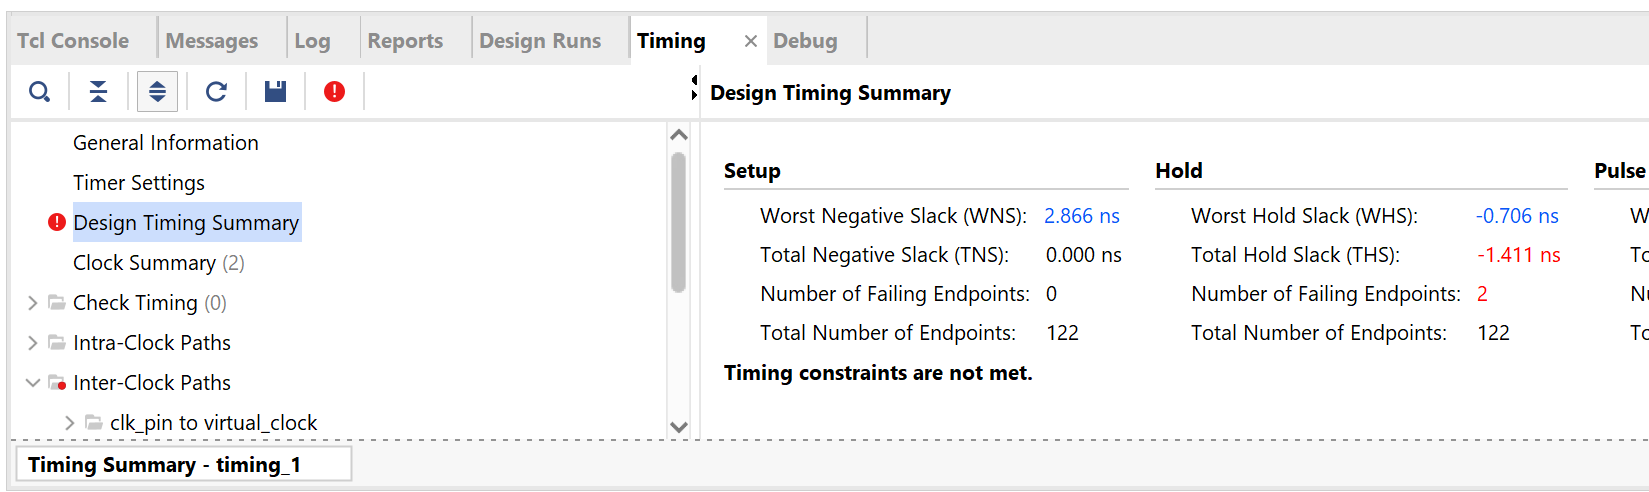 Tcl Console Messages Log Reports Design Runs Timing Debug
Design Timing Summary
General Information
Timer Settings
Design Timing Summary
Clock Summary (2)
Check Timing (0)
Intra-Clock Paths
Inter-Clock Paths
clk_pin to virtual_clock
Setup
Worst Negative Slack (WNS): 2.866 ns
Total Negative Slack (TNS): 0.000 ns
Number of Failing Endpoints: 0
Total Number of Endpoints: 122
Timing constraints are not met.
Hold
Worst Hold Slack (WHS): -0.706 ns
Total Hold Slack (THS): -1.411 ns
Number of Failing Endpoints: 2
Total Number of Endpoints: 122
Pulse
Timing Summary - timing_1